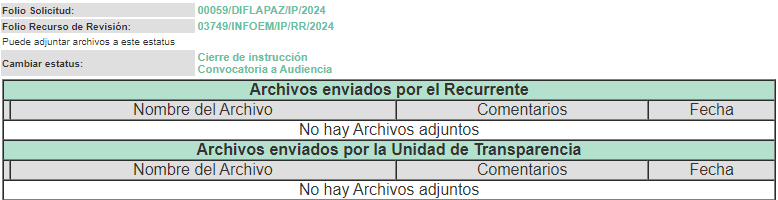 Folio Solicitud: 00059/DIFLAPAZ/IP/2024
Folio Recurso de Revisión: 03749/INFOEM/IP/RR/2024
Puede adjuntar archivos a este estatus
Cambiar estatus: Cierre de instrucción
Convocatoria a Audiencia
Archivos enviados por el Recurrente
Nombre del Archivo Comentarios Fecha
No hay Archivos adjuntos
Archivos enviados por la Unidad de Transparencia
Nombre del Archivo Comentarios Fecha
No hay Archivos adjuntos